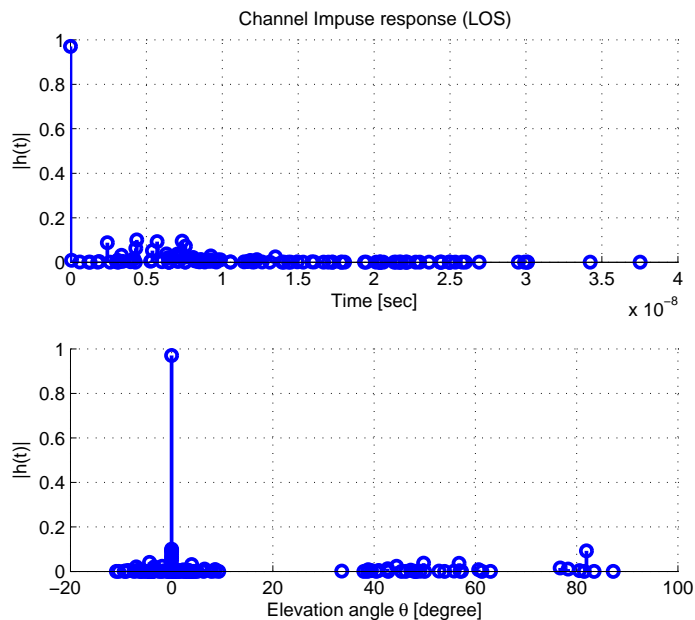 Channel Impuse response (LOS)
|h(t)|
1
0.8
0.6
0.4
0.2
0
0 0.5 1 1.5 2 2.5 3 3.5 4
Time [sec]
x 10^-8
|h(t)|
1
0.8
0.6
0.4
0.2
0
-20 0 20 40 60 80 100
Elevation angle θ [degree]